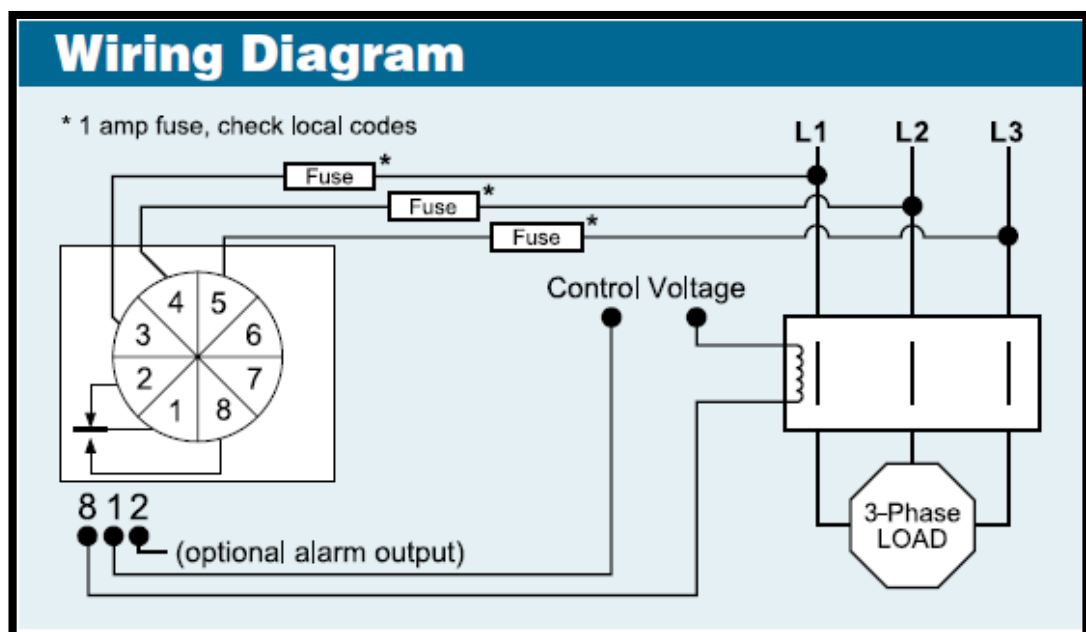 Wiring Diagram
* 1 amp fuse, check local codes
L1 L2 L3
Fuse *
Fuse *
Fuse *
Control Voltage
4 5
3 6
2 7
1 8
8 1 2
(optional alarm output)
3-Phase
LOAD